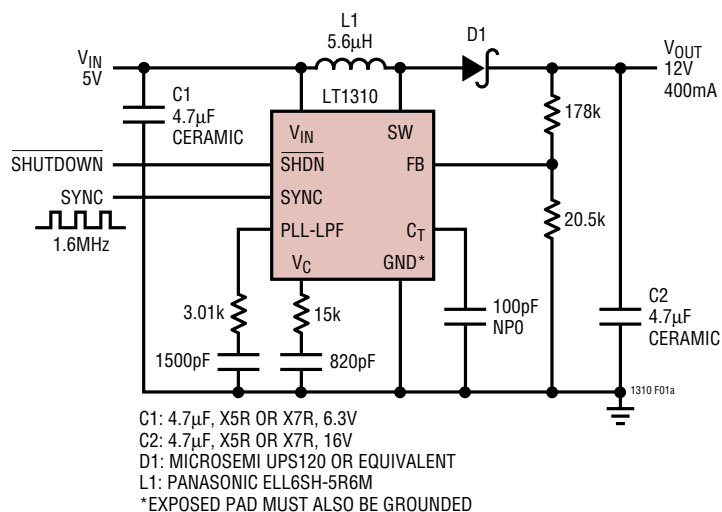 L1
5.6µH
D1
V_IN
5V
V_OUT
12V
400mA
C1
4.7µF
CERAMIC
LT1310
178k
V_IN
SW
SHUTDOWN
SHDN
FB
SYNC
SYNC
20.5k
1.6MHz
PLL-LPF
C_T
V_C
GND*
3.01k
15k
100pF
NP0
C2
4.7µF
CERAMIC
1500pF
820pF
1310 F01a
C1: 4.7µF, X5R OR X7R, 6.3V
C2: 4.7µF, X5R OR X7R, 16V
D1: MICROSEMI UPS120 OR EQUIVALENT
L1: PANASONIC ELL6SH-5R6M
*EXPOSED PAD MUST ALSO BE GROUNDED